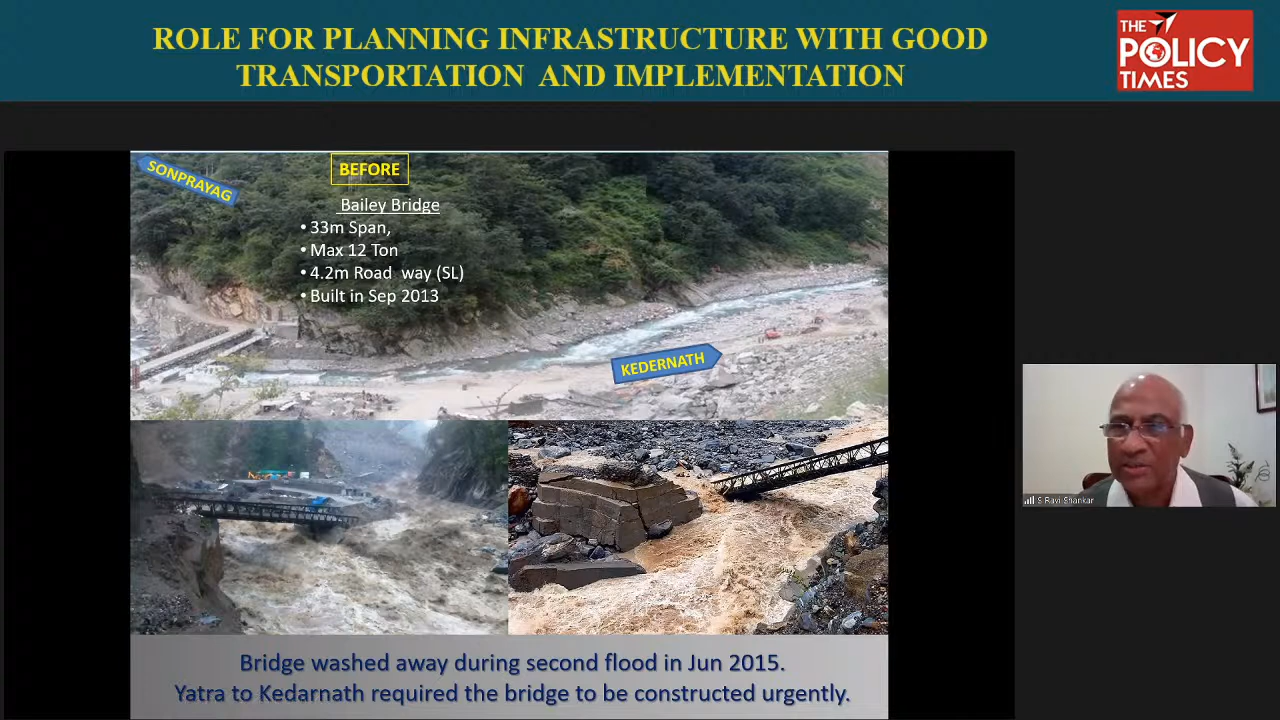 ROLE FOR PLANNING INFRASTRUCTURE WITH GOOD
TRANSPORTATION AND IMPLEMENTATION
THE
POLICY
TIMES
SONPRAYAG
BEFORE
Bailey Bridge
• 33m Span,
• Max 12 Ton
• 4.2m Road way (SL)
• Built in Sep 2013
KEDERNATH
S Ravi Shankar
Bridge washed away during second flood in Jun 2015.
Yatra to Kedarnath required the bridge to be constructed urgently.